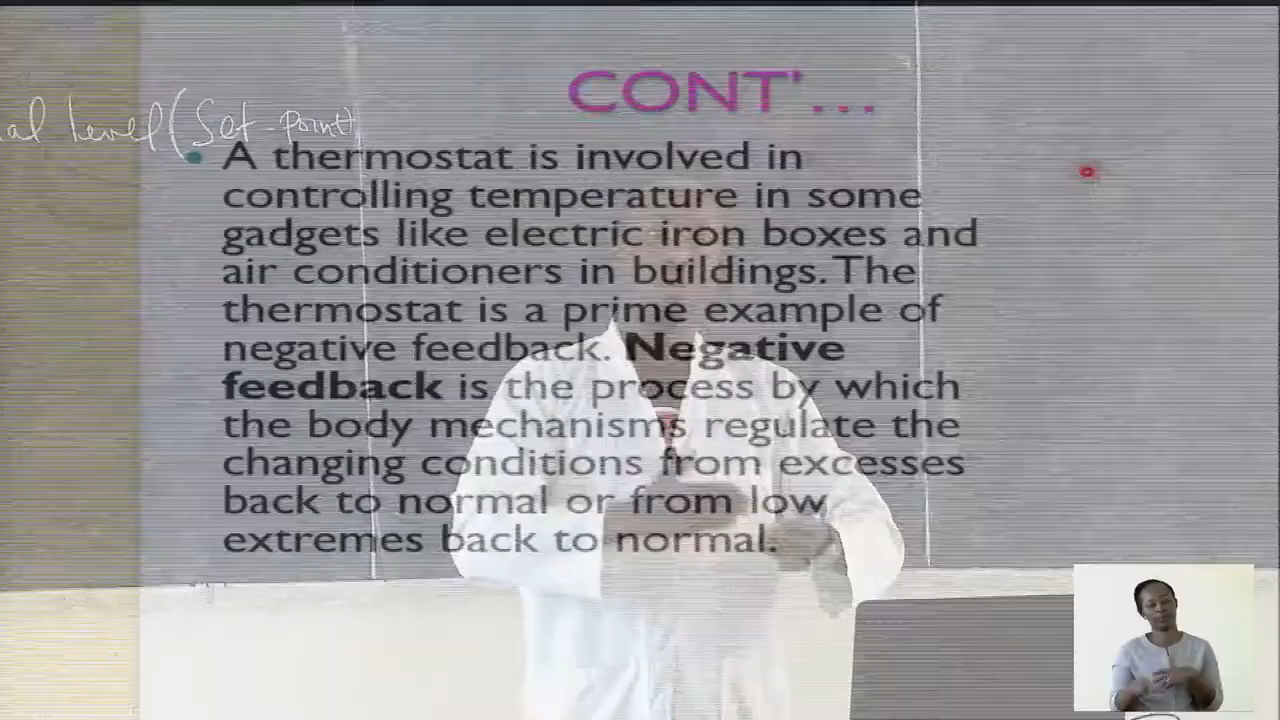 CONT'...
al level (Set-point)
• A thermostat is involved in
controlling temperature in some
gadgets like electric iron boxes and
air conditioners in buildings. The
thermostat is a prime example of
negative feedback. Negative
feedback is the process by which
the body mechanisms regulate the
changing conditions from excesses
back to normal or from low
extremes back to normal.